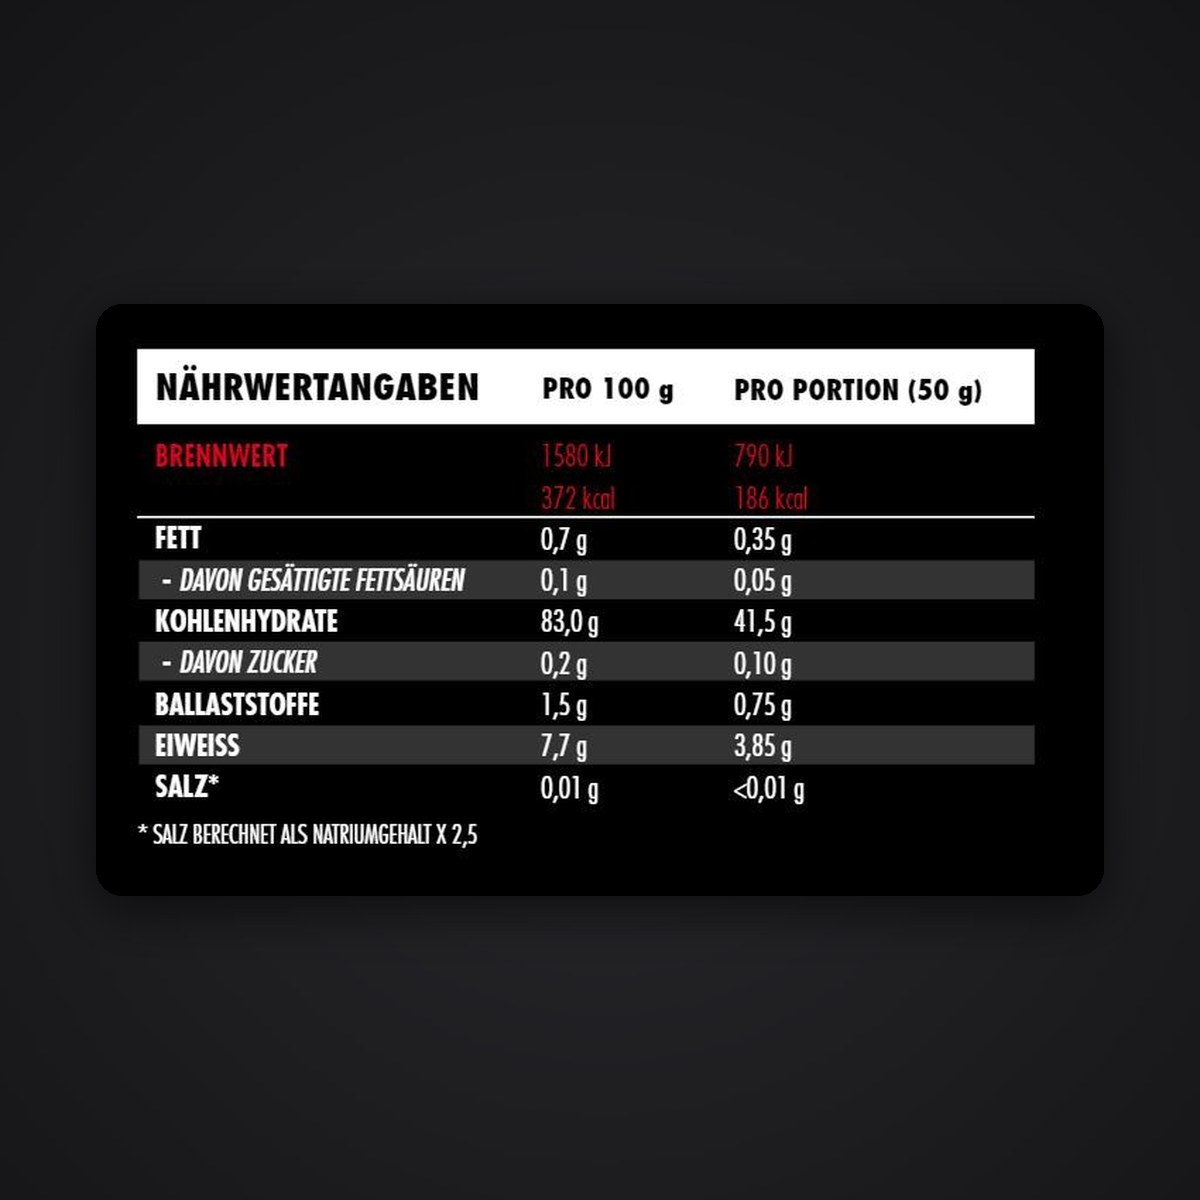 NÄHRWERTANGABEN PRO 100 g PRO PORTION (50 g)
BRENNWERT 1580 kJ 790 kJ
372 kcal 186 kcal
FETT 0,7 g 0,35 g
- DAVON GESÄTTIGTE FETTSÄUREN 0,1 g 0,05 g
KOHLENHYDRATE 83,0 g 41,5 g
- DAVON ZUCKER 0,2 g 0,10 g
BALLASTSTOFFE 1,5 g 0,75 g
EIWEISS 7,7 g 3,85 g
SALZ* 0,01 g <0,01 g
* SALZ BERECHNET ALS NATRIUMGEHALT X 2,5